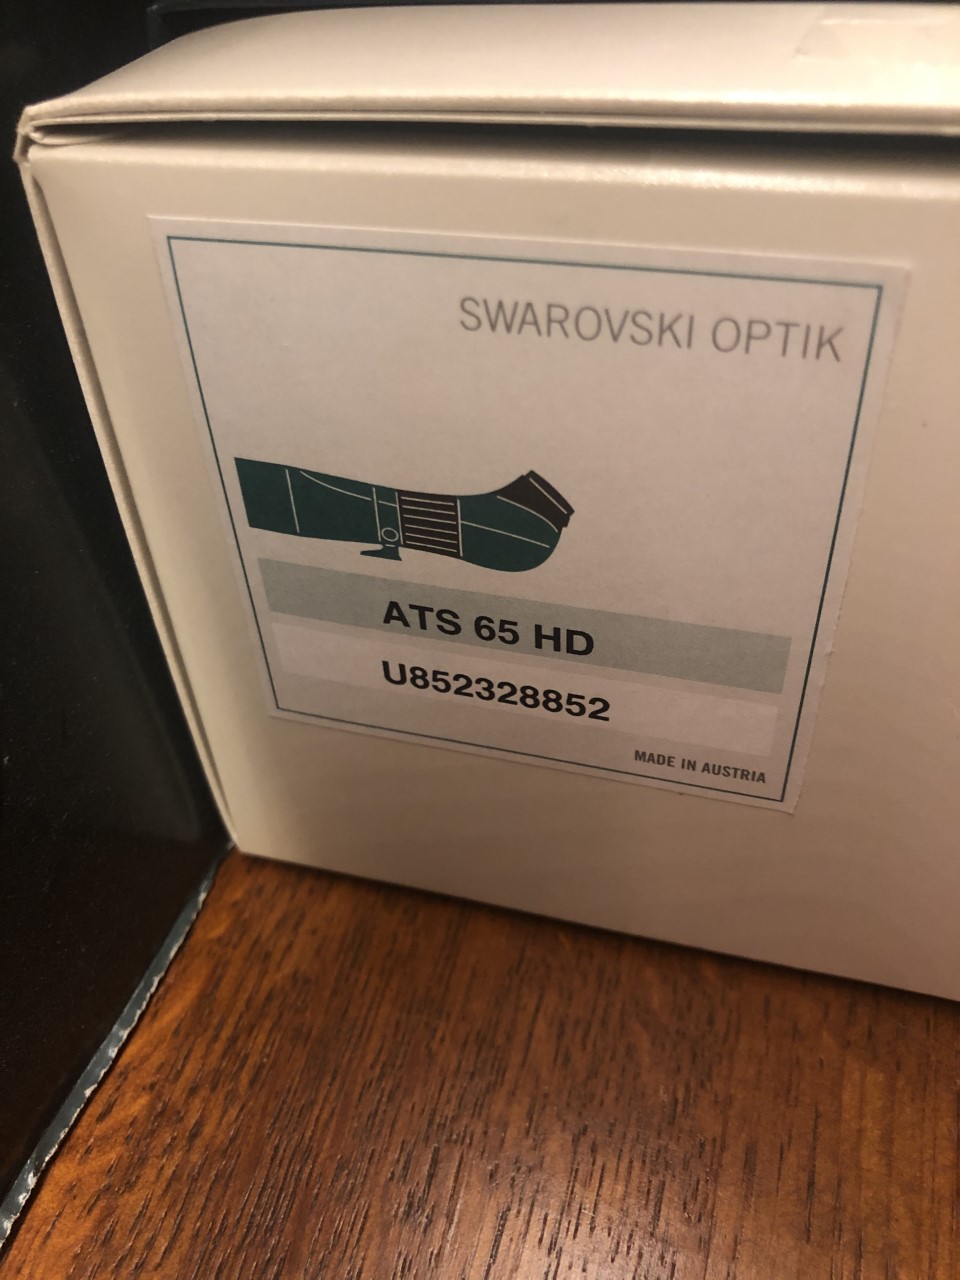 SWAROVSKI OPTIK
ATS 65 HD
U852328852
MADE IN AUSTRIA